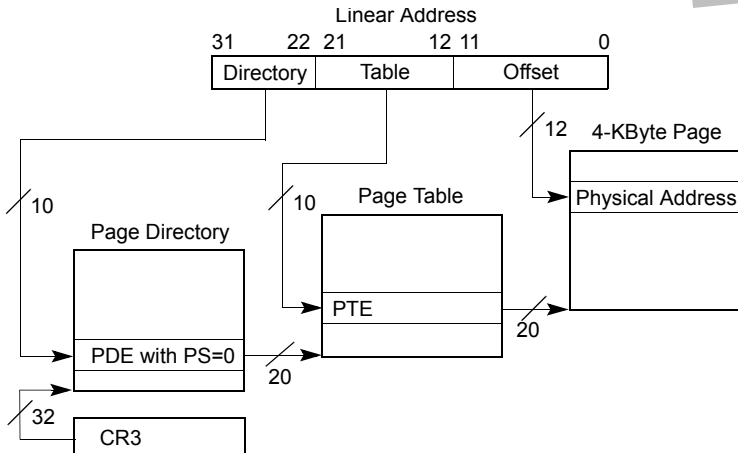 Linear Address
31 22 21 12 11 0
Directory Table Offset
12 4-KByte Page
10 10 Page Table Physical Address
Page Directory
PTE
20
PDE with PS=0
20
32
CR3